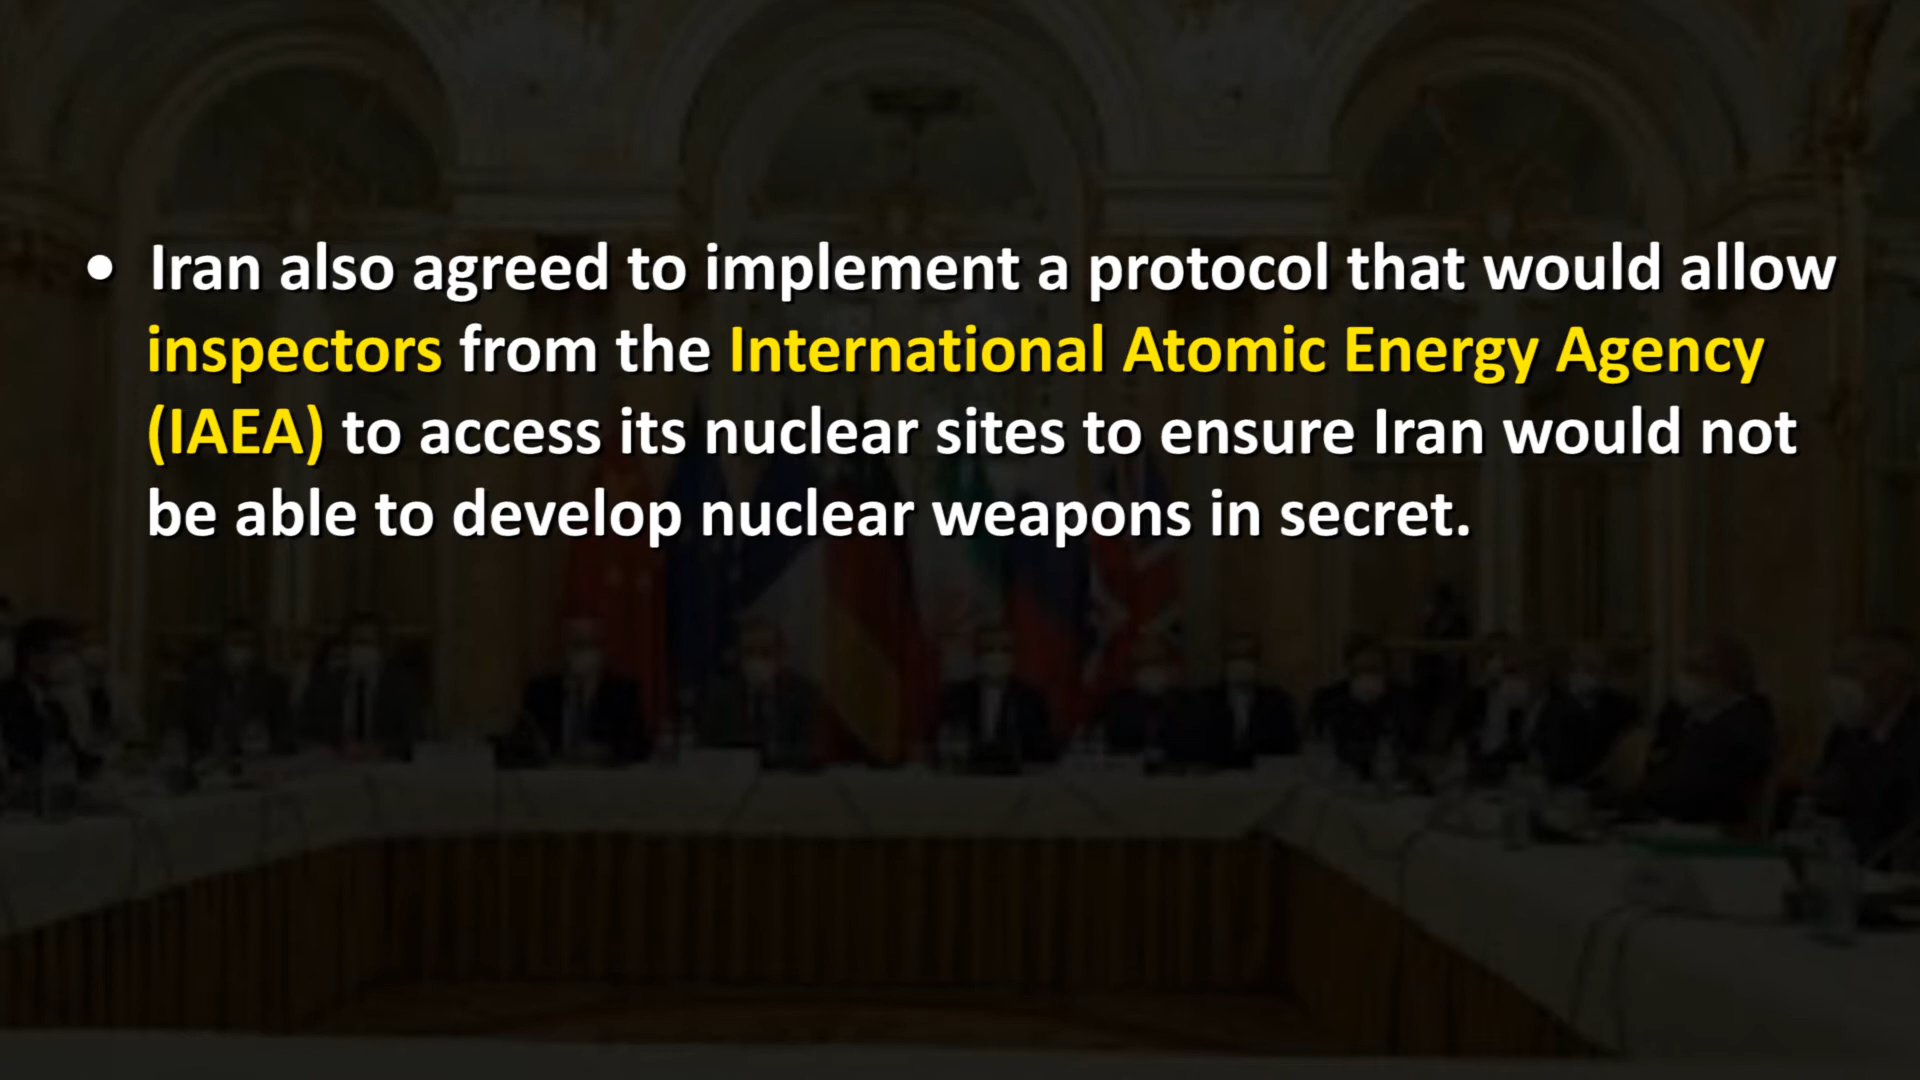 • Iran also agreed to implement a protocol that would allow
inspectors from the International Atomic Energy Agency
(IAEA) to access its nuclear sites to ensure Iran would not
be able to develop nuclear weapons in secret.